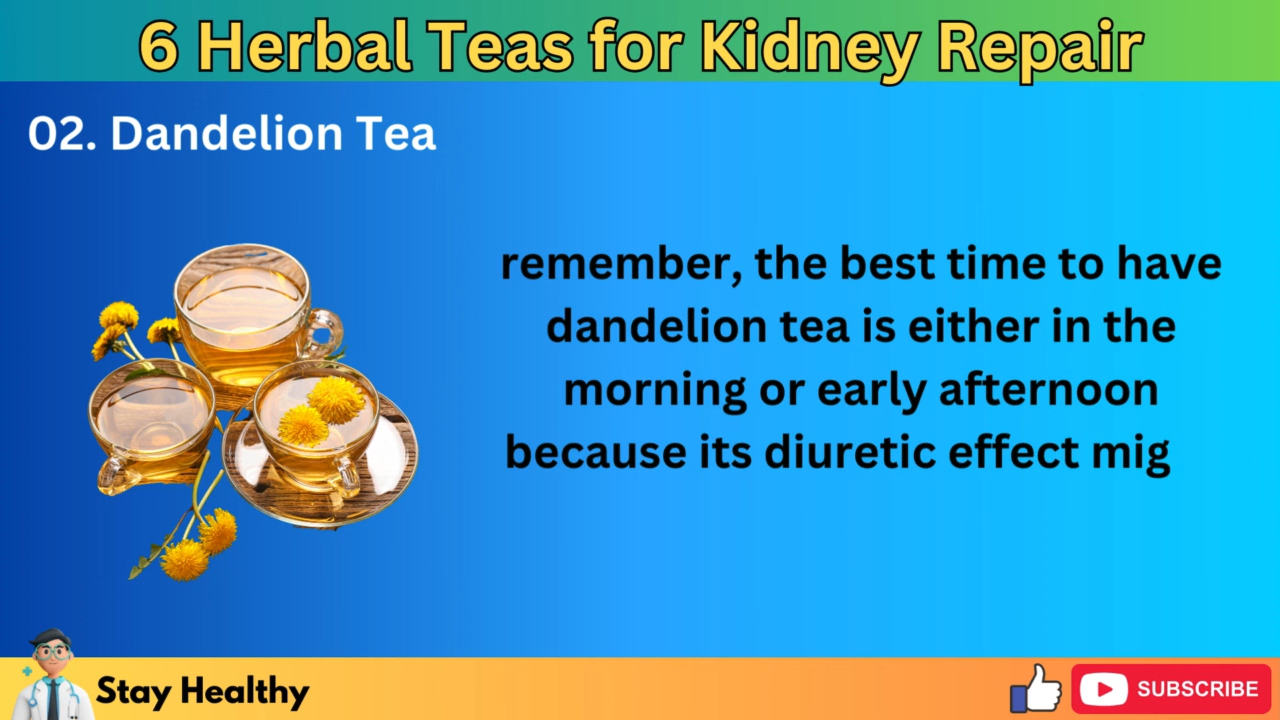 6 Herbal Teas for Kidney Repair
02. Dandelion Tea
remember, the best time to have
dandelion tea is either in the
morning or early afternoon
because its diuretic effect mig
Stay Healthy
SUBSCRIBE